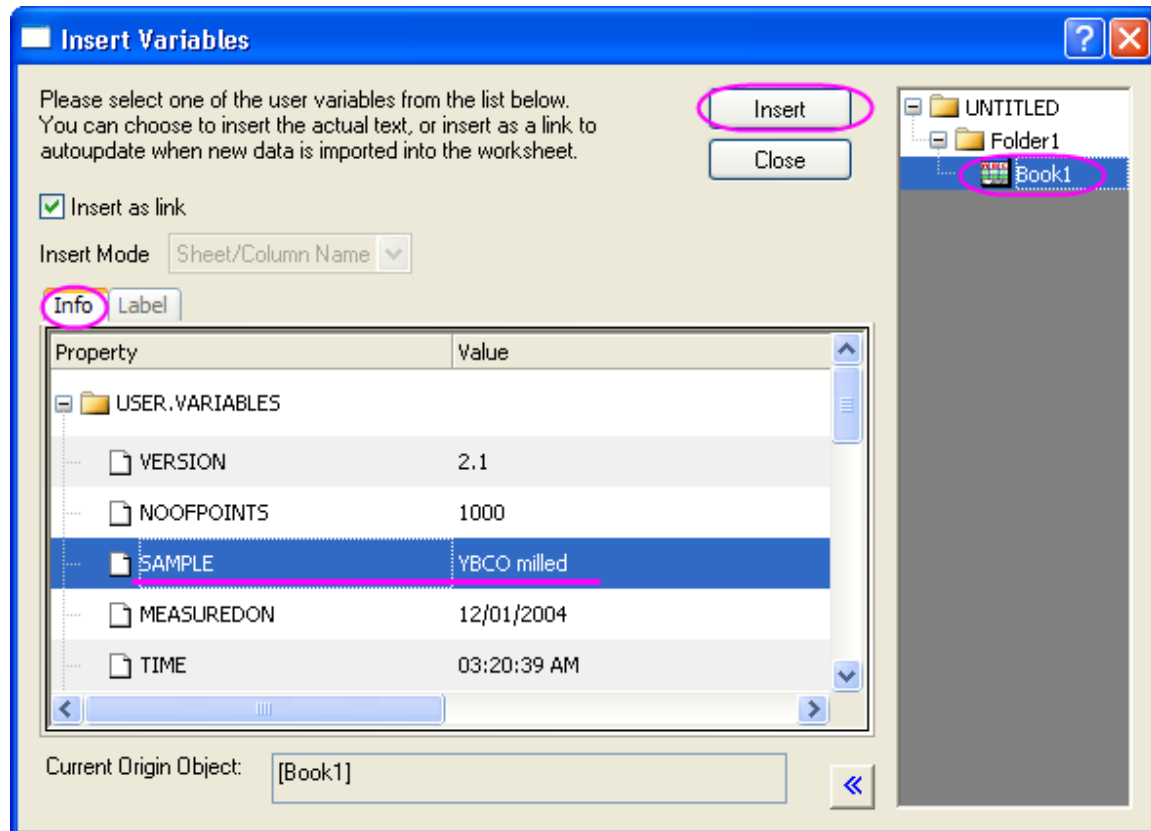 Insert Variables
Please select one of the user variables from the list below.
You can choose to insert the actual text, or insert as a link to
autoupdate when new data is imported into the worksheet.
Insert
Close
Insert as link
Insert Mode Sheet/Column Name
Info Label
Property Value
USER.VARIABLES
VERSION 2.1
NOOFPOINTS 1000
SAMPLE YBCO milled
MEASUREDON 12/01/2004
TIME 03:20:39 AM
Current Origin Object: [Book1]
UNTITLED
Folder1
Book1